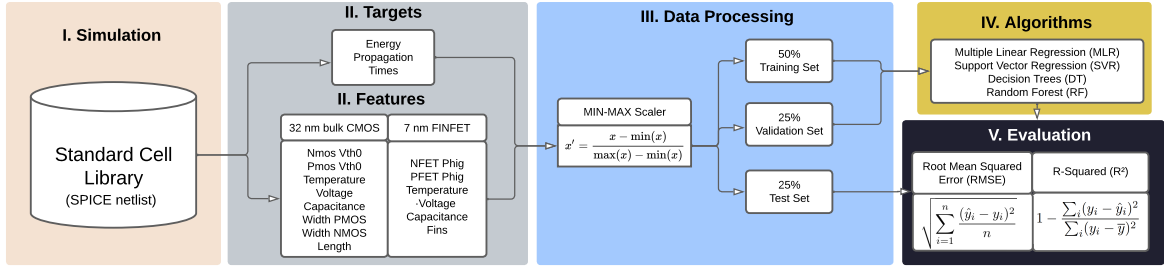 I. Simulation
Standard Cell
Library
(SPICE netlist)
II. Targets
Energy
Propagation
Times
II. Features
32 nm bulk CMOS
Nmos Vth0
Pmos Vth0
Temperature
Voltage
Capacitance
Width PMOS
Width NMOS
Length
7 nm FINFET
NFET Phig
PFET Phig
Temperature
·Voltage
Capacitance
Fins
III. Data Processing
MIN-MAX Scaler
x′ = (x − min(x)) / (max(x) − min(x))
50%
Training Set
25%
Validation Set
25%
Test Set
IV. Algorithms
Multiple Linear Regression (MLR)
Support Vector Regression (SVR)
Decision Trees (DT)
Random Forest (RF)
V. Evaluation
Root Mean Squared
Error (RMSE)
√(∑_{i=1}^{n} (ŷ_i − y_i)² / n)
R-Squared (R²)
1 − ∑_i(y_i − ŷ_i)² / ∑_i(y_i − y̅)²